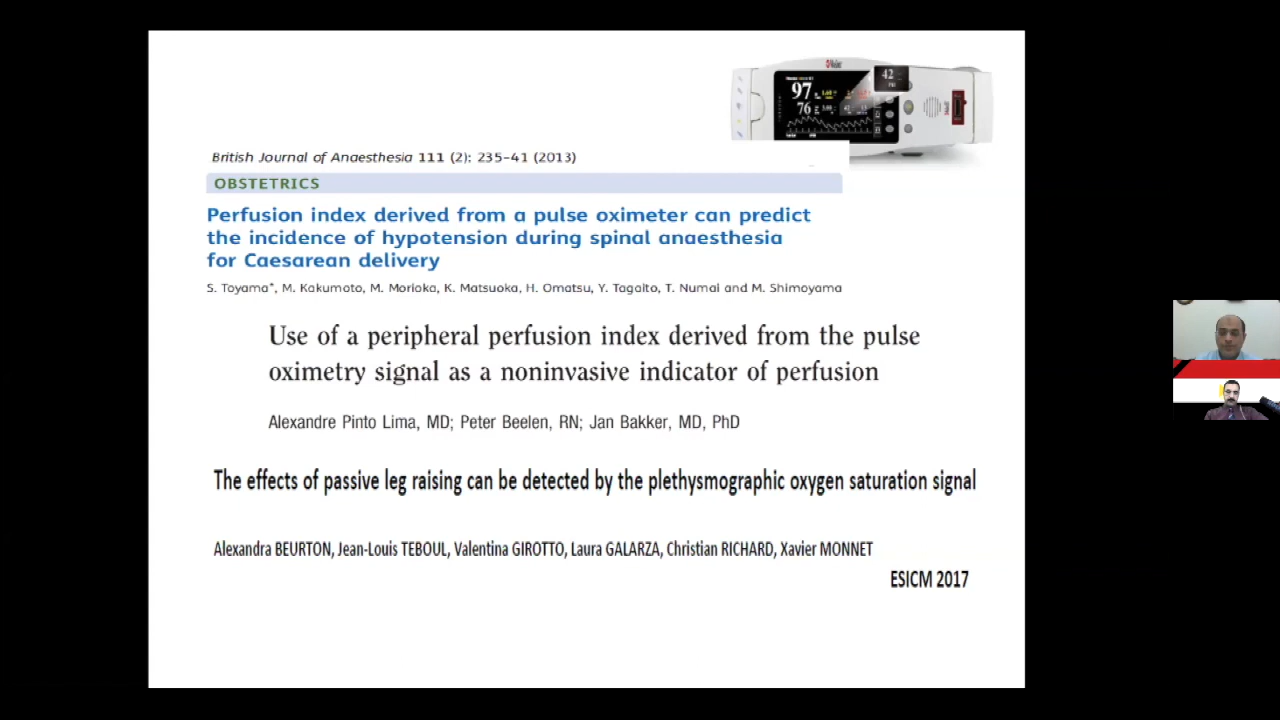 97
42
76
British Journal of Anaesthesia 111 (2): 235–41 (2013)
OBSTETRICS
Perfusion index derived from a pulse oximeter can predict
the incidence of hypotension during spinal anaesthesia
for Caesarean delivery
S. Toyama*, M. Kakumoto, M. Morioka, K. Matsuoka, H. Omatsu, Y. Tagaito, T. Numai and M. Shimoyama
Use of a peripheral perfusion index derived from the pulse
oximetry signal as a noninvasive indicator of perfusion
Alexandre Pinto Lima, MD; Peter Beelen, RN; Jan Bakker, MD, PhD
The effects of passive leg raising can be detected by the plethysmographic oxygen saturation signal
Alexandra BEURTON, Jean-Louis TEBOUL, Valentina GIROTTO, Laura GALARZA, Christian RICHARD, Xavier MONNET
ESICM 2017